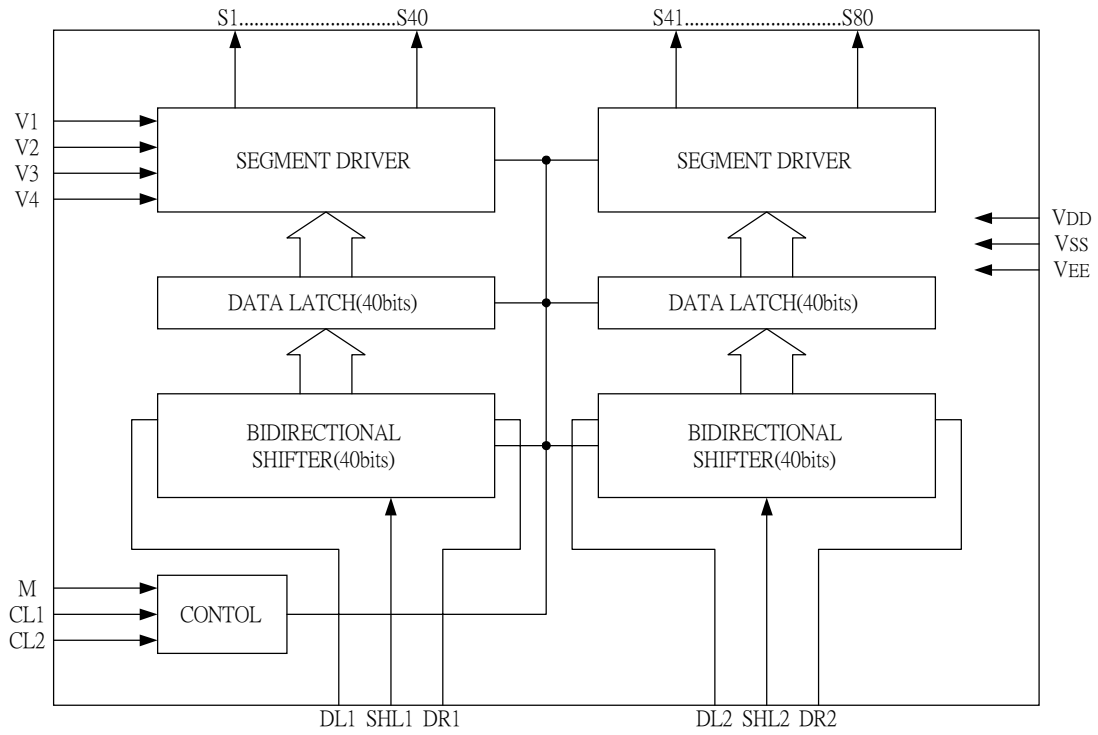 S1..............................S40
S41..............................S80
V1
V2
V3
V4
SEGMENT DRIVER
SEGMENT DRIVER
VDD
VSS
VEE
DATA LATCH(40bits)
DATA LATCH(40bits)
BIDIRECTIONAL
SHIFTER(40bits)
BIDIRECTIONAL
SHIFTER(40bits)
M
CL1
CL2
CONTOL
DL1
SHL1
DR1
DL2
SHL2
DR2